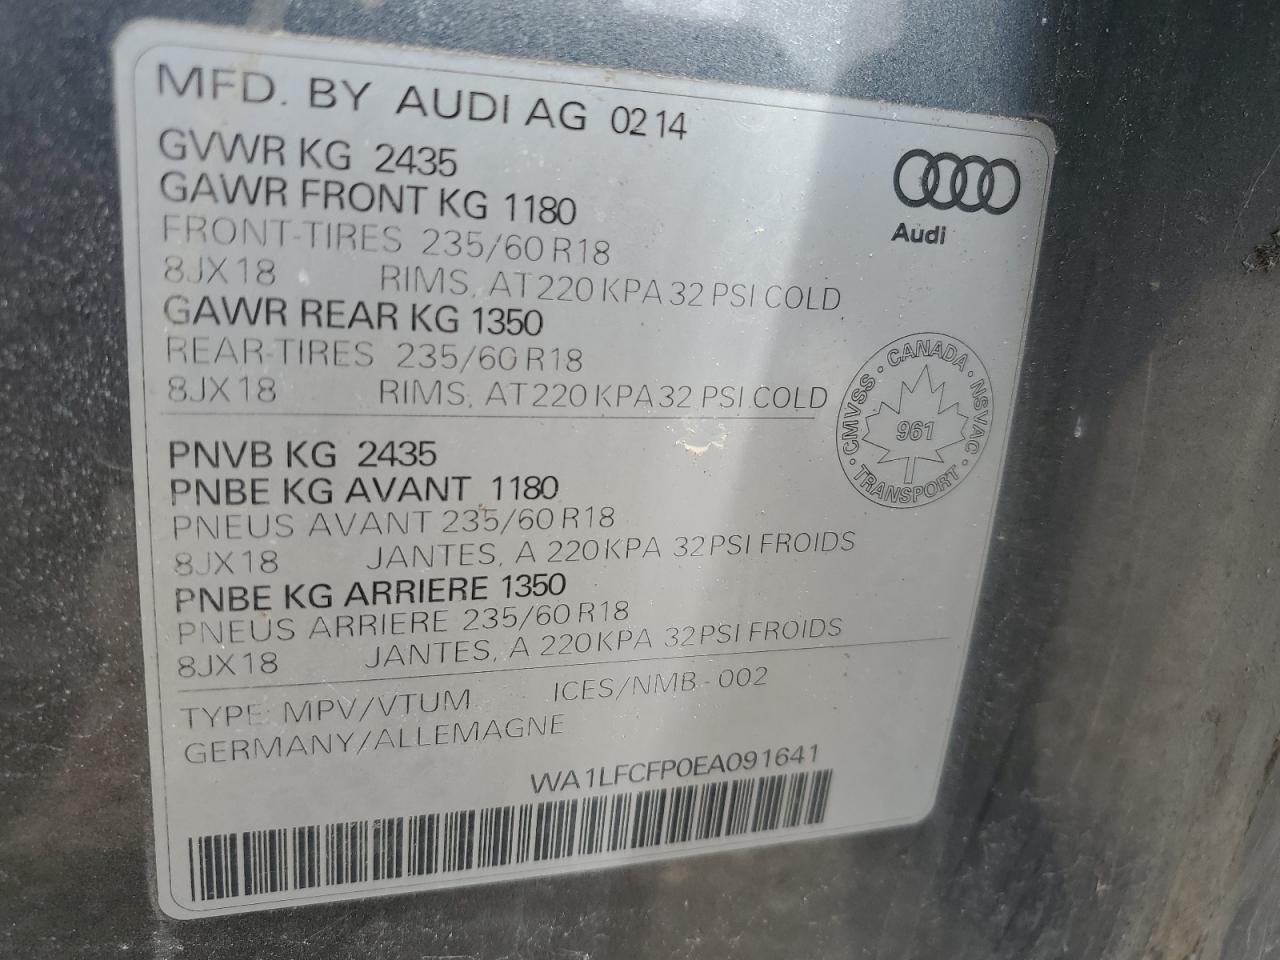 MFD. BY AUDI AG 0214
GVWR KG 2435
GAWR FRONT KG 1180
FRONT-TIRES 235/60 R18
8JX18 RIMS, AT 220 KPA 32 PSI COLD
GAWR REAR KG 1350
REAR-TIRES 235/60 R18
8JX18 RIMS, AT 220 KPA 32 PSI COLD
Audi
CMVSS · CANADA · NSVAC · TRANSPORT ·
961
PNVB KG 2435
PNBE KG AVANT 1180
PNEUS AVANT 235/60 R18
8JX18 JANTES, A 220 KPA 32 PSI FROIDS
PNBE KG ARRIERE 1350
PNEUS ARRIERE 235/60 R18
8JX18 JANTES, A 220 KPA 32 PSI FROIDS
TYPE: MPV/VTUM ICES/NMB-002
GERMANY/ALLEMAGNE
WA1LFCFP0EA091641